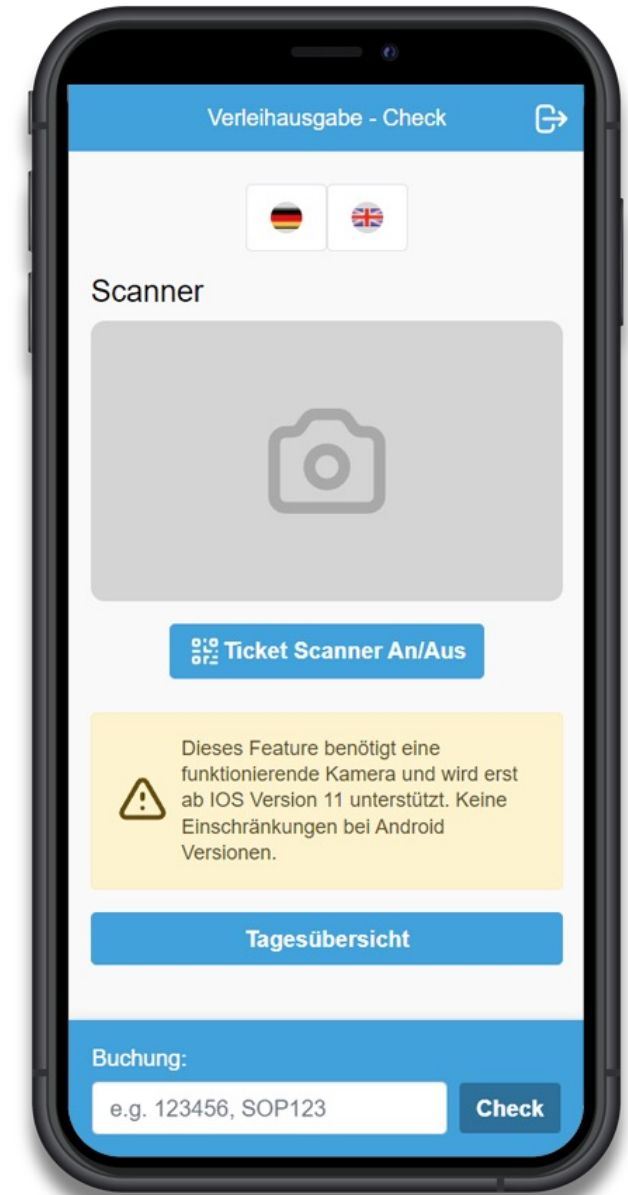 Verleihausgabe - Check
Scanner
Ticket Scanner An/Aus
Dieses Feature benötigt eine
funktionierende Kamera und wird erst
ab IOS Version 11 unterstützt. Keine
Einschränkungen bei Android
Versionen.
Tagesübersicht
Buchung:
e.g. 123456, SOP123
Check